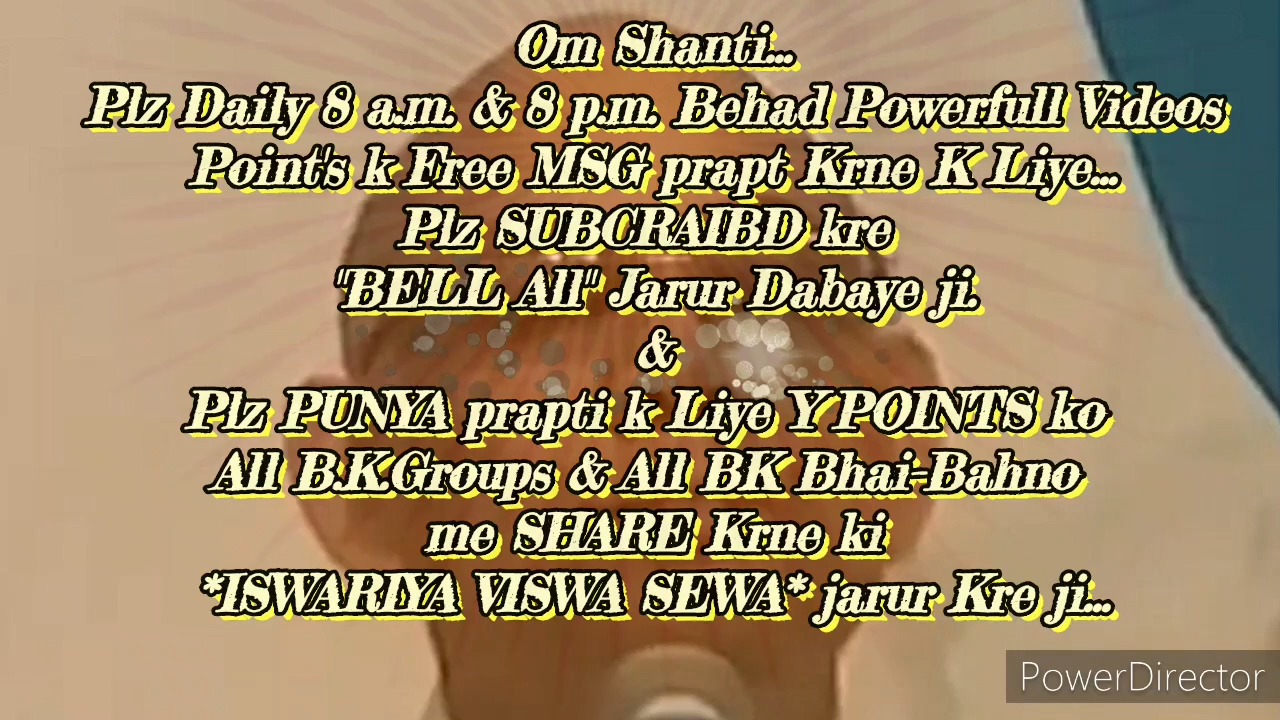 Om Shanti...
Plz Daily 8 a.m. & 8 p.m. Behad Powerfull Videos
Point's k Free MSG prapt Krne K Liye...
Plz SUBCRAIBD kre
"BELL All" Jarur Dabaye ji.
&
Plz PUNYA prapti k Liye Y POINTS ko
All B.K.Groups & All BK Bhai-Bahno
me SHARE Krne ki
*ISWARIYA VISWA SEWA* jarur Kre ji...
PowerDirector